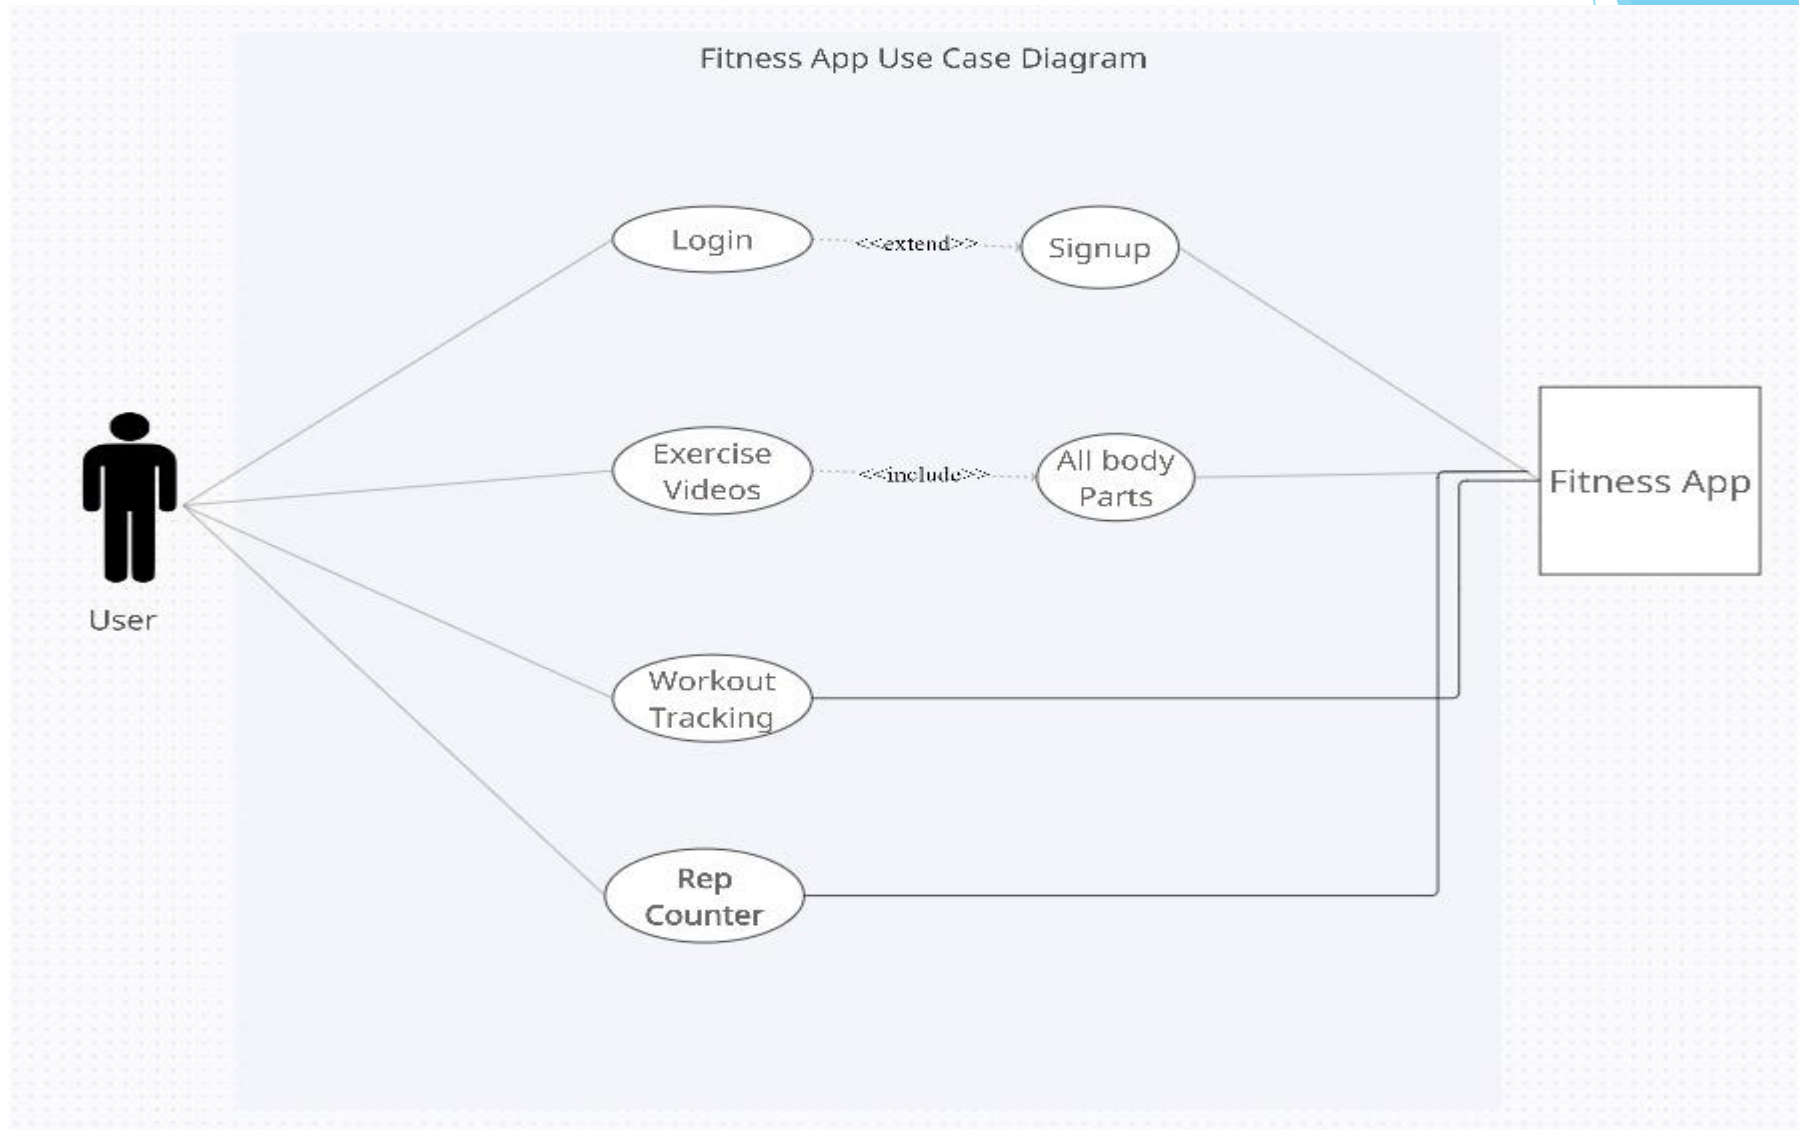 Fitness App Use Case Diagram
Login
<<extend>>
Signup
Exercise
Videos
<<include>>
All body
Parts
Fitness App
User
Workout
Tracking
Rep
Counter